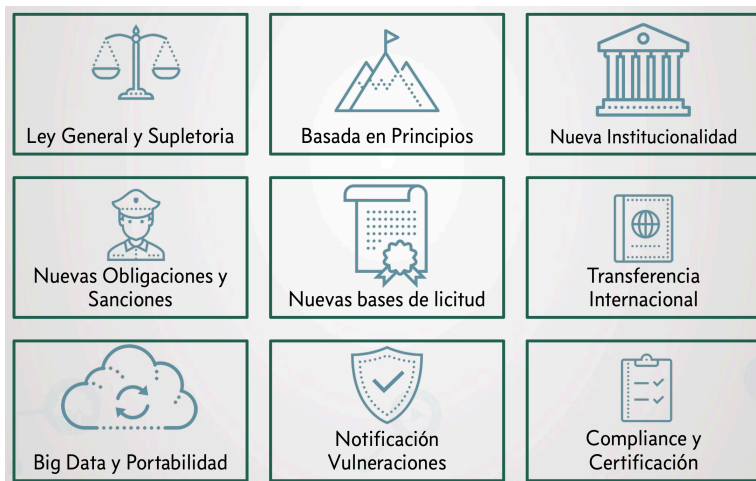 Ley General y Supletoria
Basada en Principios
Nueva Institucionalidad
Nuevas Obligaciones y
Sanciones
Nuevas bases de licitud
Transferencia
Internacional
Big Data y Portabilidad
Notificación
Vulneraciones
Compliance y
Certificación